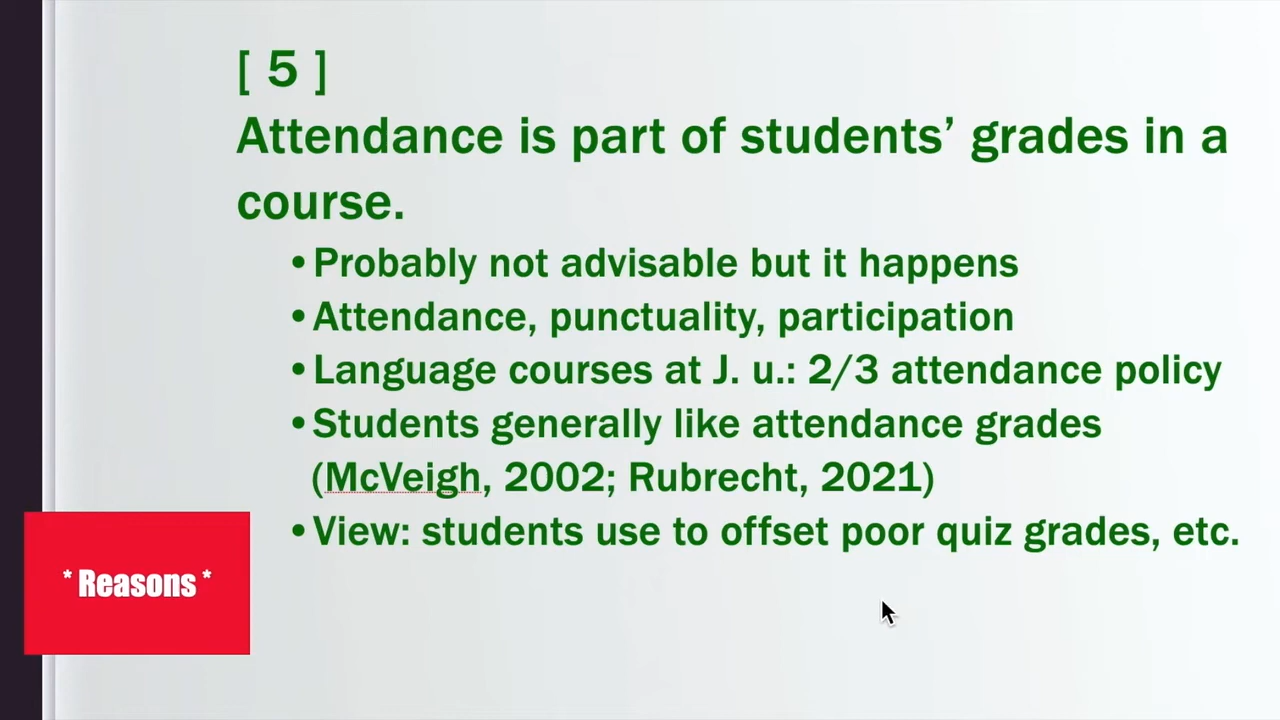 [ 5 ]
Attendance is part of students’ grades in a
course.
•Probably not advisable but it happens
•Attendance, punctuality, participation
•Language courses at J. u.: 2/3 attendance policy
•Students generally like attendance grades
(McVeigh, 2002; Rubrecht, 2021)
•View: students use to offset poor quiz grades, etc.
* Reasons *